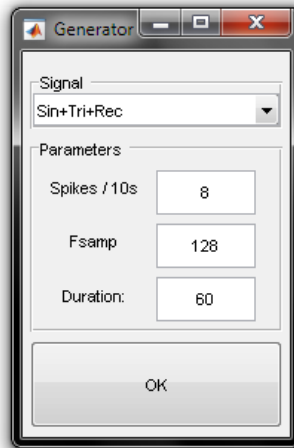 Generator
Signal
Sin+Tri+Rec
Parameters
Spikes / 10s 8
Fsamp 128
Duration: 60
OK